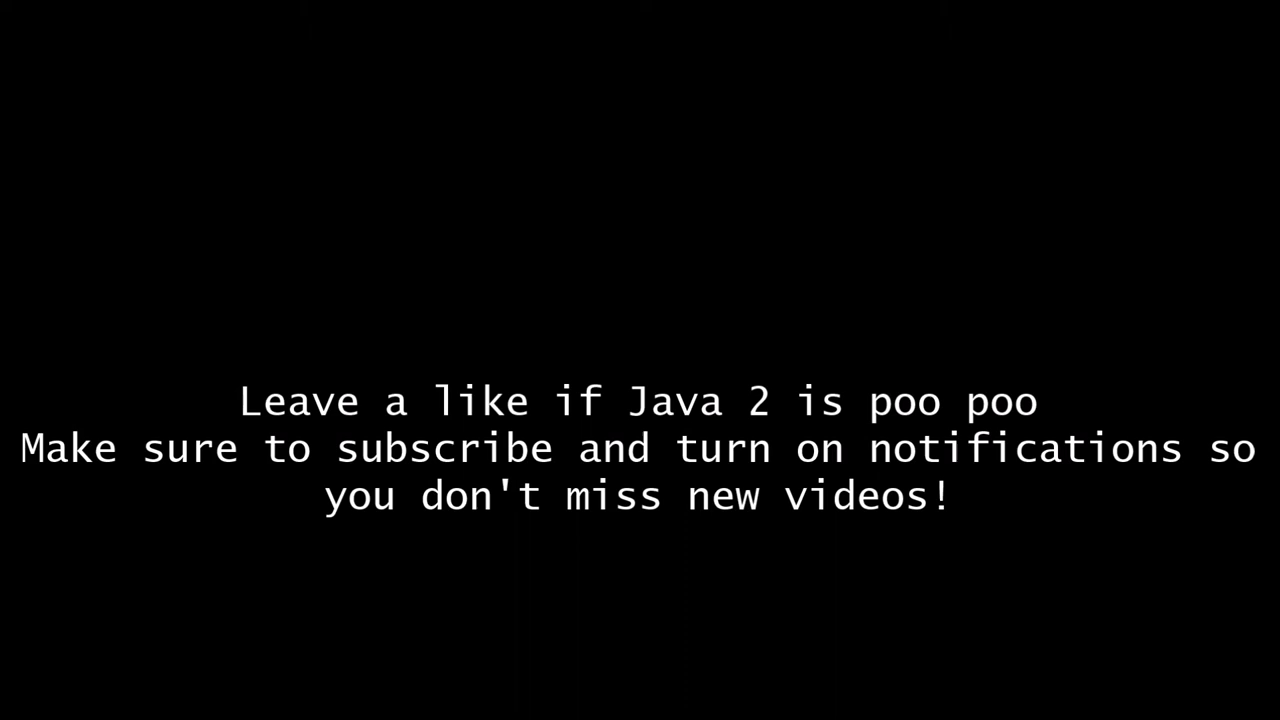 Leave a like if Java 2 is poo poo
Make sure to subscribe and turn on notifications so
you don't miss new videos!